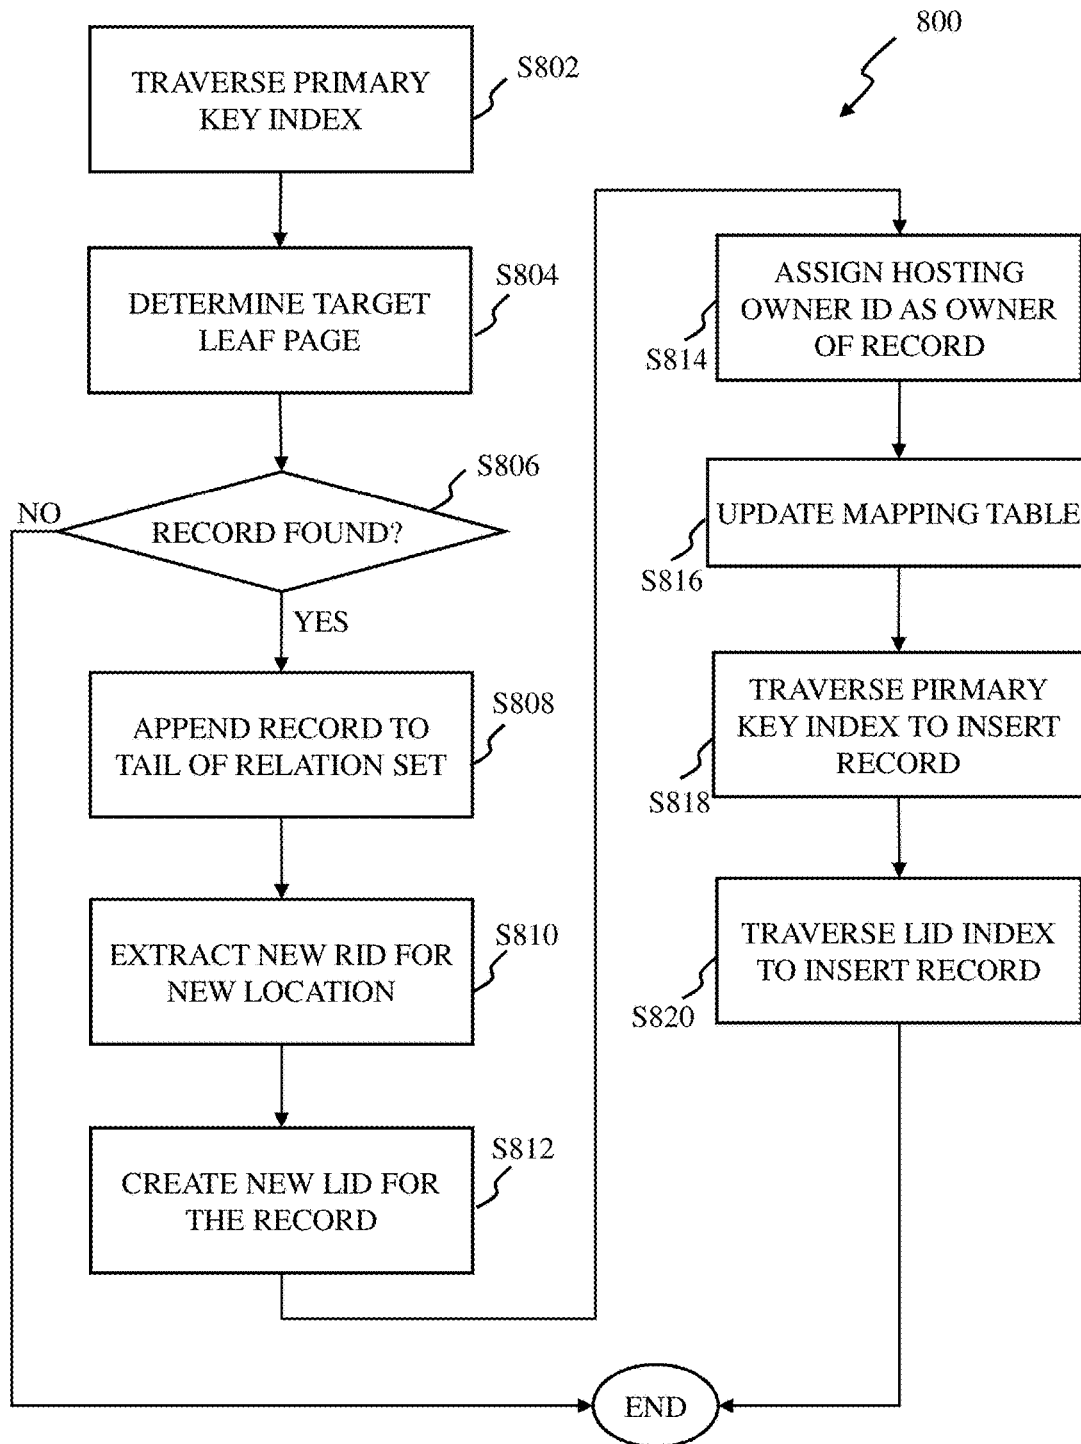 800
TRAVERSE PRIMARY
KEY INDEX
S802
DETERMINE TARGET
LEAF PAGE
S804
RECORD FOUND?
S806
NO
YES
APPEND RECORD TO
TAIL OF RELATION SET
S808
EXTRACT NEW RID FOR
NEW LOCATION
S810
CREATE NEW LID FOR
THE RECORD
S812
ASSIGN HOSTING
OWNER ID AS OWNER
OF RECORD
S814
UPDATE MAPPING TABLE
S816
TRAVERSE PIRMARY
KEY INDEX TO INSERT
RECORD
S818
TRAVERSE LID INDEX
TO INSERT RECORD
S820
END